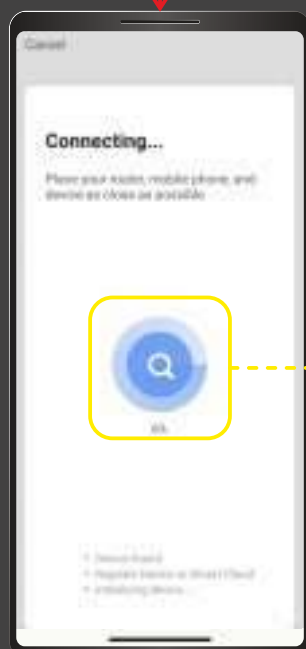 Cancel
Connecting...
Place your router, mobile phone, and
device as close as possible
Device found
Register Device to Smart Cloud
Initializing device...